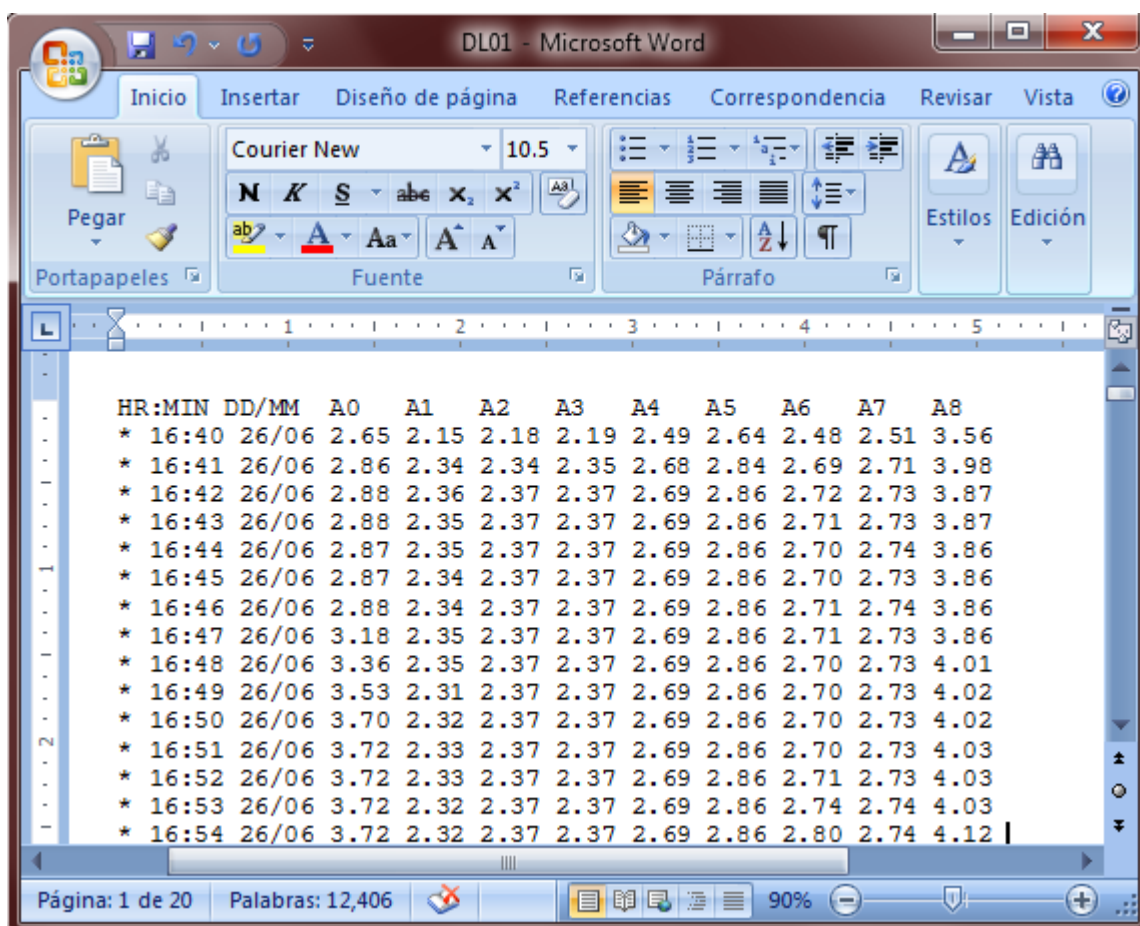 DL01 - Microsoft Word
Inicio Insertar Diseño de página Referencias Correspondencia Revisar Vista
Courier New 10.5
N K S abc x₂ x²
Aa A A
Pegar Estilos Edición
Portapapeles Fuente Párrafo
1 2 3 4 5
HR:MIN DD/MM A0 A1 A2 A3 A4 A5 A6 A7 A8
* 16:40 26/06 2.65 2.15 2.18 2.19 2.49 2.64 2.48 2.51 3.56
* 16:41 26/06 2.86 2.34 2.34 2.35 2.68 2.84 2.69 2.71 3.98
* 16:42 26/06 2.88 2.36 2.37 2.37 2.69 2.86 2.72 2.73 3.87
* 16:43 26/06 2.88 2.35 2.37 2.37 2.69 2.86 2.71 2.73 3.87
* 16:44 26/06 2.87 2.35 2.37 2.37 2.69 2.86 2.70 2.74 3.86
* 16:45 26/06 2.87 2.34 2.37 2.37 2.69 2.86 2.70 2.73 3.86
* 16:46 26/06 2.88 2.34 2.37 2.37 2.69 2.86 2.71 2.74 3.86
* 16:47 26/06 3.18 2.35 2.37 2.37 2.69 2.86 2.71 2.73 3.86
* 16:48 26/06 3.36 2.35 2.37 2.37 2.69 2.86 2.70 2.73 4.01
* 16:49 26/06 3.53 2.31 2.37 2.37 2.69 2.86 2.70 2.73 4.02
* 16:50 26/06 3.70 2.32 2.37 2.37 2.69 2.86 2.70 2.73 4.02
* 16:51 26/06 3.72 2.33 2.37 2.37 2.69 2.86 2.70 2.73 4.03
* 16:52 26/06 3.72 2.33 2.37 2.37 2.69 2.86 2.71 2.73 4.03
* 16:53 26/06 3.72 2.32 2.37 2.37 2.69 2.86 2.74 2.74 4.03
* 16:54 26/06 3.72 2.32 2.37 2.37 2.69 2.86 2.80 2.74 4.12
Página: 1 de 20 Palabras: 12,406 90%